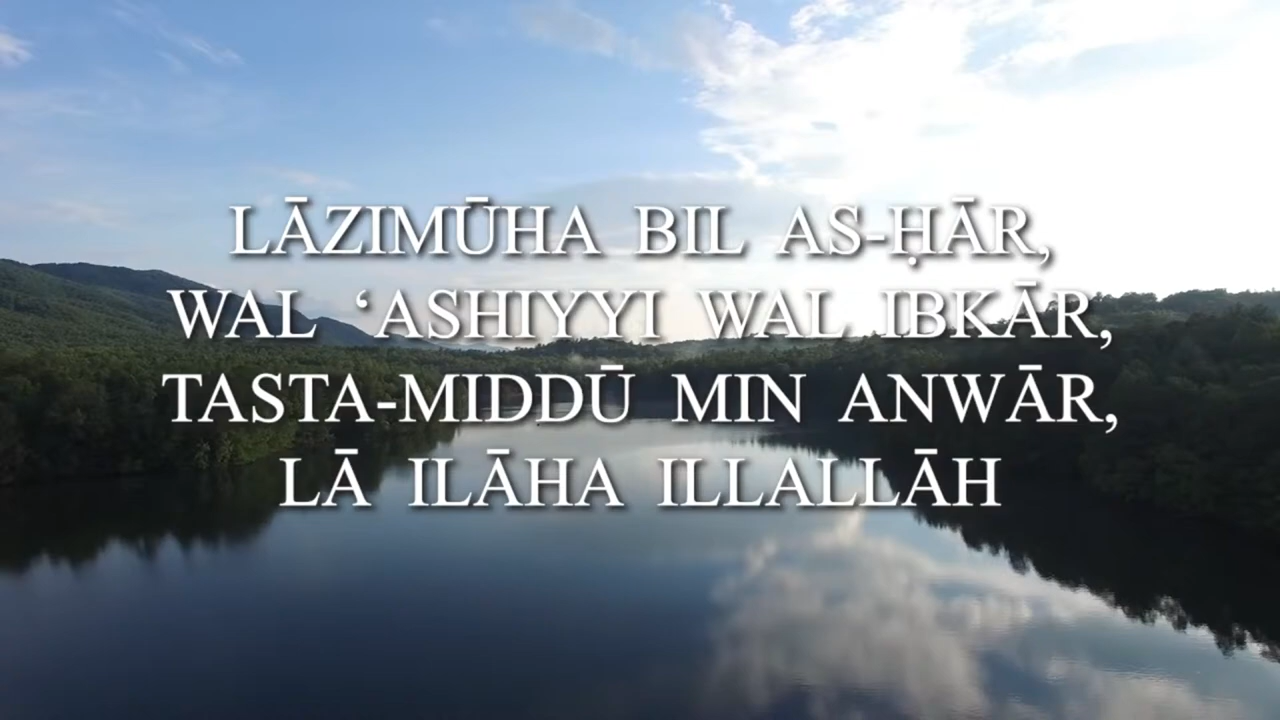 LĀZIMŪHA BIL AS-ḤĀR,
WAL ‘ASHIYYI WAL IBKĀR,
TASTA-MIDDŪ MIN ANWĀR,
LĀ ILĀHA ILLALLĀH